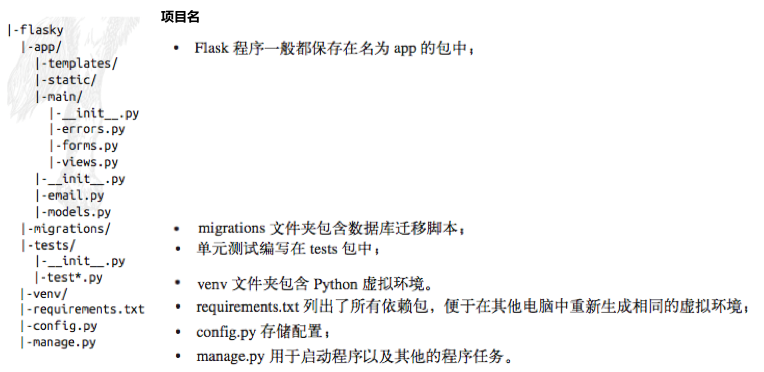 项目名
|-flasky
|-app/
• Flask 程序一般都保存在名为 app 的包中；
|-templates/
|-static/
|-main/
|-__init__.py
|-errors.py
|-forms.py
|-views.py
|-__init__.py
|-email.py
|-models.py
|-migrations/
• migrations 文件夹包含数据库迁移脚本；
|-tests/
• 单元测试编写在 tests 包中；
|-__init__.py
|-test*.py
• venv 文件夹包含 Python 虚拟环境。
|-venv/
|-requirements.txt
• requirements.txt 列出了所有依赖包，便于在其他电脑中重新生成相同的虚拟环境；
|-config.py
• config.py 存储配置；
|-manage.py
• manage.py 用于启动程序以及其他的程序任务。